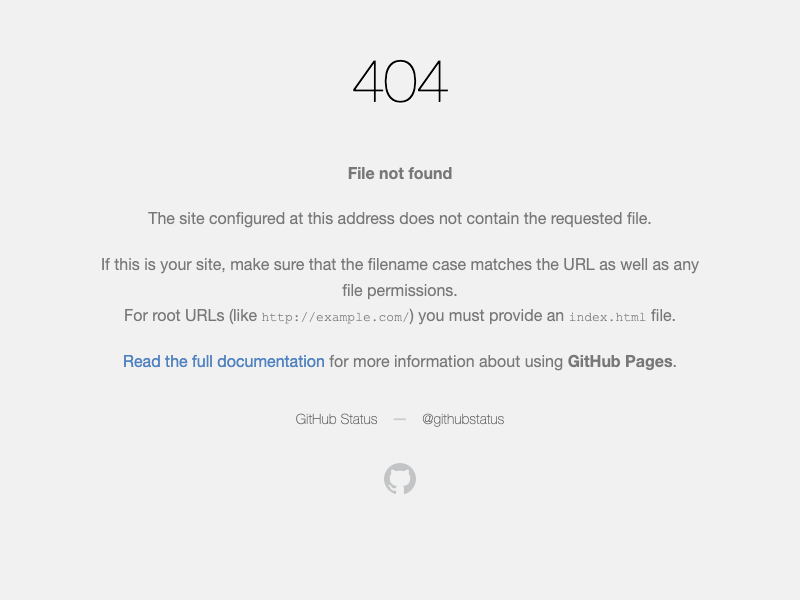 404
File not found
The site configured at this address does not contain the requested file.
If this is your site, make sure that the filename case matches the URL as well as any
file permissions.
For root URLs (like http://example.com/) you must provide an index.html file.
Read the full documentation for more information about using GitHub Pages.
GitHub Status — @githubstatus